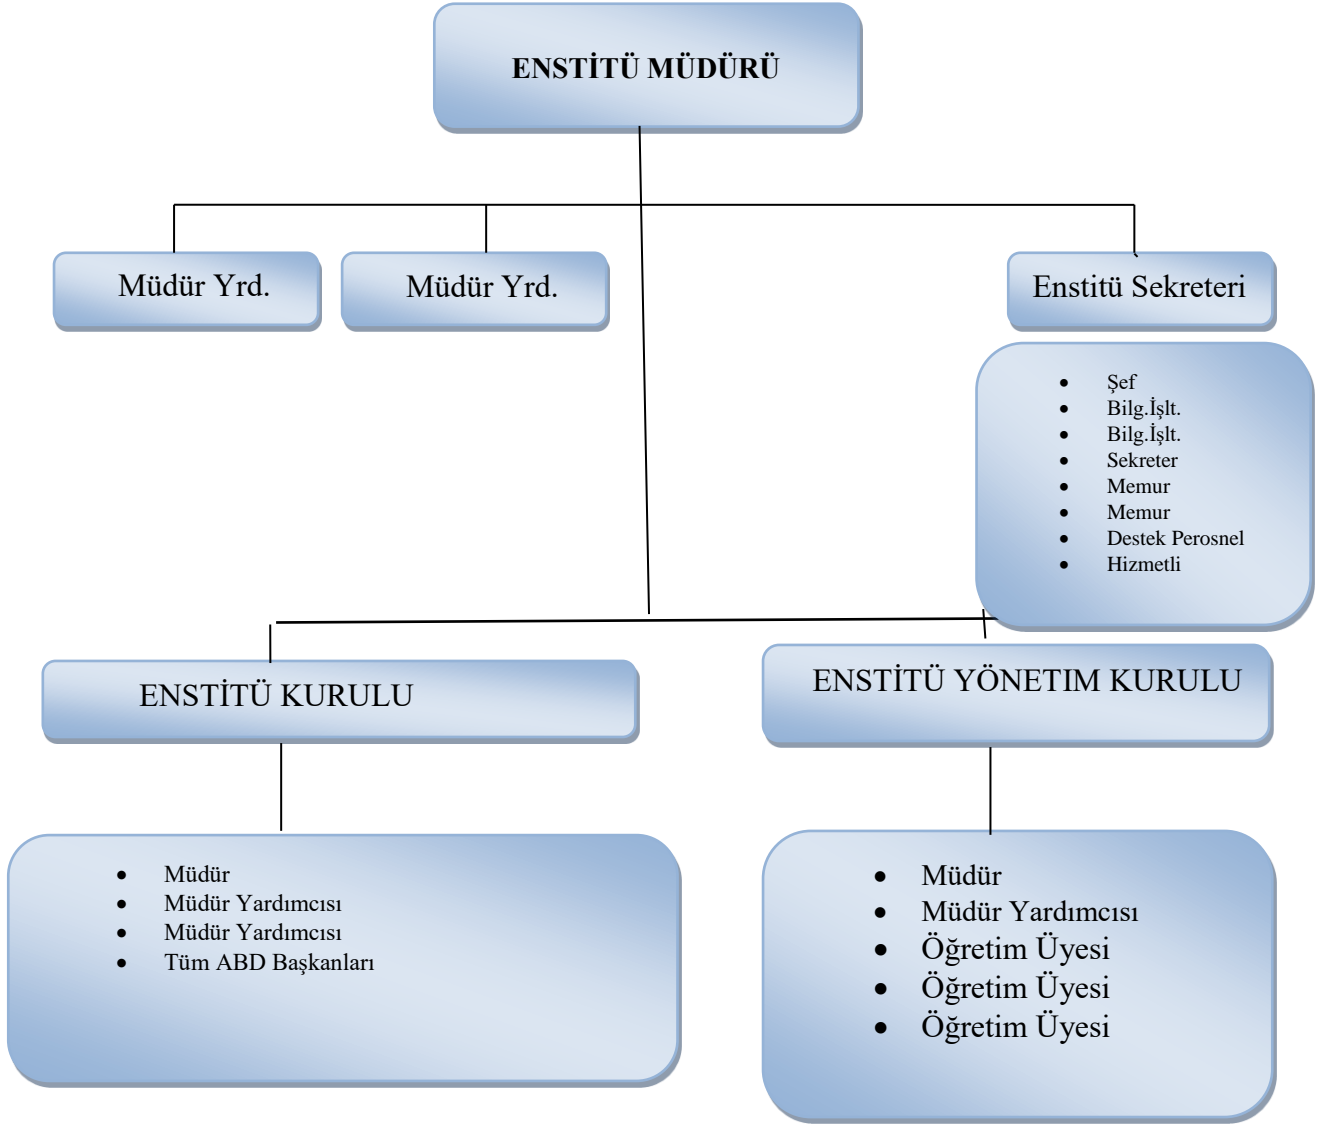 ENSTİTÜ MÜDÜRÜ
Müdür Yrd.
Müdür Yrd.
Enstitü Sekreteri
• Şef
• Bilg.İşlt.
• Bilg.İşlt.
• Sekreter
• Memur
• Memur
• Destek Perosnel
• Hizmetli
ENSTİTÜ KURULU
ENSTİTÜ YÖNETIM KURULU
• Müdür
• Müdür Yardımcısı
• Müdür Yardımcısı
• Tüm ABD Başkanları
• Müdür
• Müdür Yardımcısı
• Öğretim Üyesi
• Öğretim Üyesi
• Öğretim Üyesi